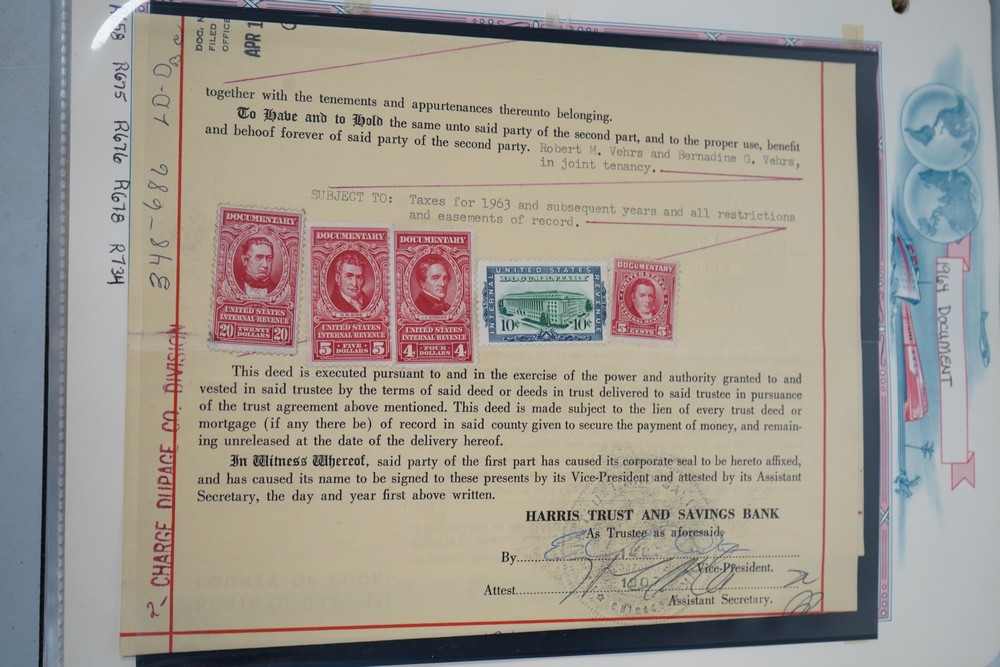 R658 R675 R676 R678 R734
348-686 LD-D
2- CHARGE DUPAGE CO. DIVISION
DOC. N
FILED
OFFICE
APR 1
together with the tenements and appurtenances thereunto belonging.
To Have and to Hold the same unto said party of the second part, and to the proper use, benefit
and behoof forever of said party of the second party. Robert M. Vehrs and Bernadine G. Vehrs,
in joint tenancy.
SUBJECT TO: Taxes for 1963 and subsequent years and all restrictions
and easements of record.
DOCUMENTARY
UNITED STATES
INTERNAL REVENUE
20 TWENTY DOLLARS 20
DOCUMENTARY
UNITED STATES
INTERNAL REVENUE
5 FIVE DOLLARS 5
DOCUMENTARY
UNITED STATES
INTERNAL REVENUE
4 FOUR DOLLARS 4
UNITED STATES
INTERNAL
DOCUMENTARY
REVENUE
10¢ 10¢
DOCUMENTARY
5 CENTS 5
This deed is executed pursuant to and in the exercise of the power and authority granted to and
vested in said trustee by the terms of said deed or deeds in trust delivered to said trustee in pursuance
of the trust agreement above mentioned. This deed is made subject to the lien of every trust deed or
mortgage (if any there be) of record in said county given to secure the payment of money, and remain-
ing unreleased at the date of the delivery hereof.
In Witness Whereof, said party of the first part has caused its corporate seal to be hereto affixed,
and has caused its name to be signed to these presents by its Vice-President and attested by its Assistant
Secretary, the day and year first above written.
HARRIS TRUST AND SAVINGS BANK
As Trustee as aforesaid,
By
Vice-President.
Attest
Assistant Secretary.
CHICAGO
1964 DOCUMENT